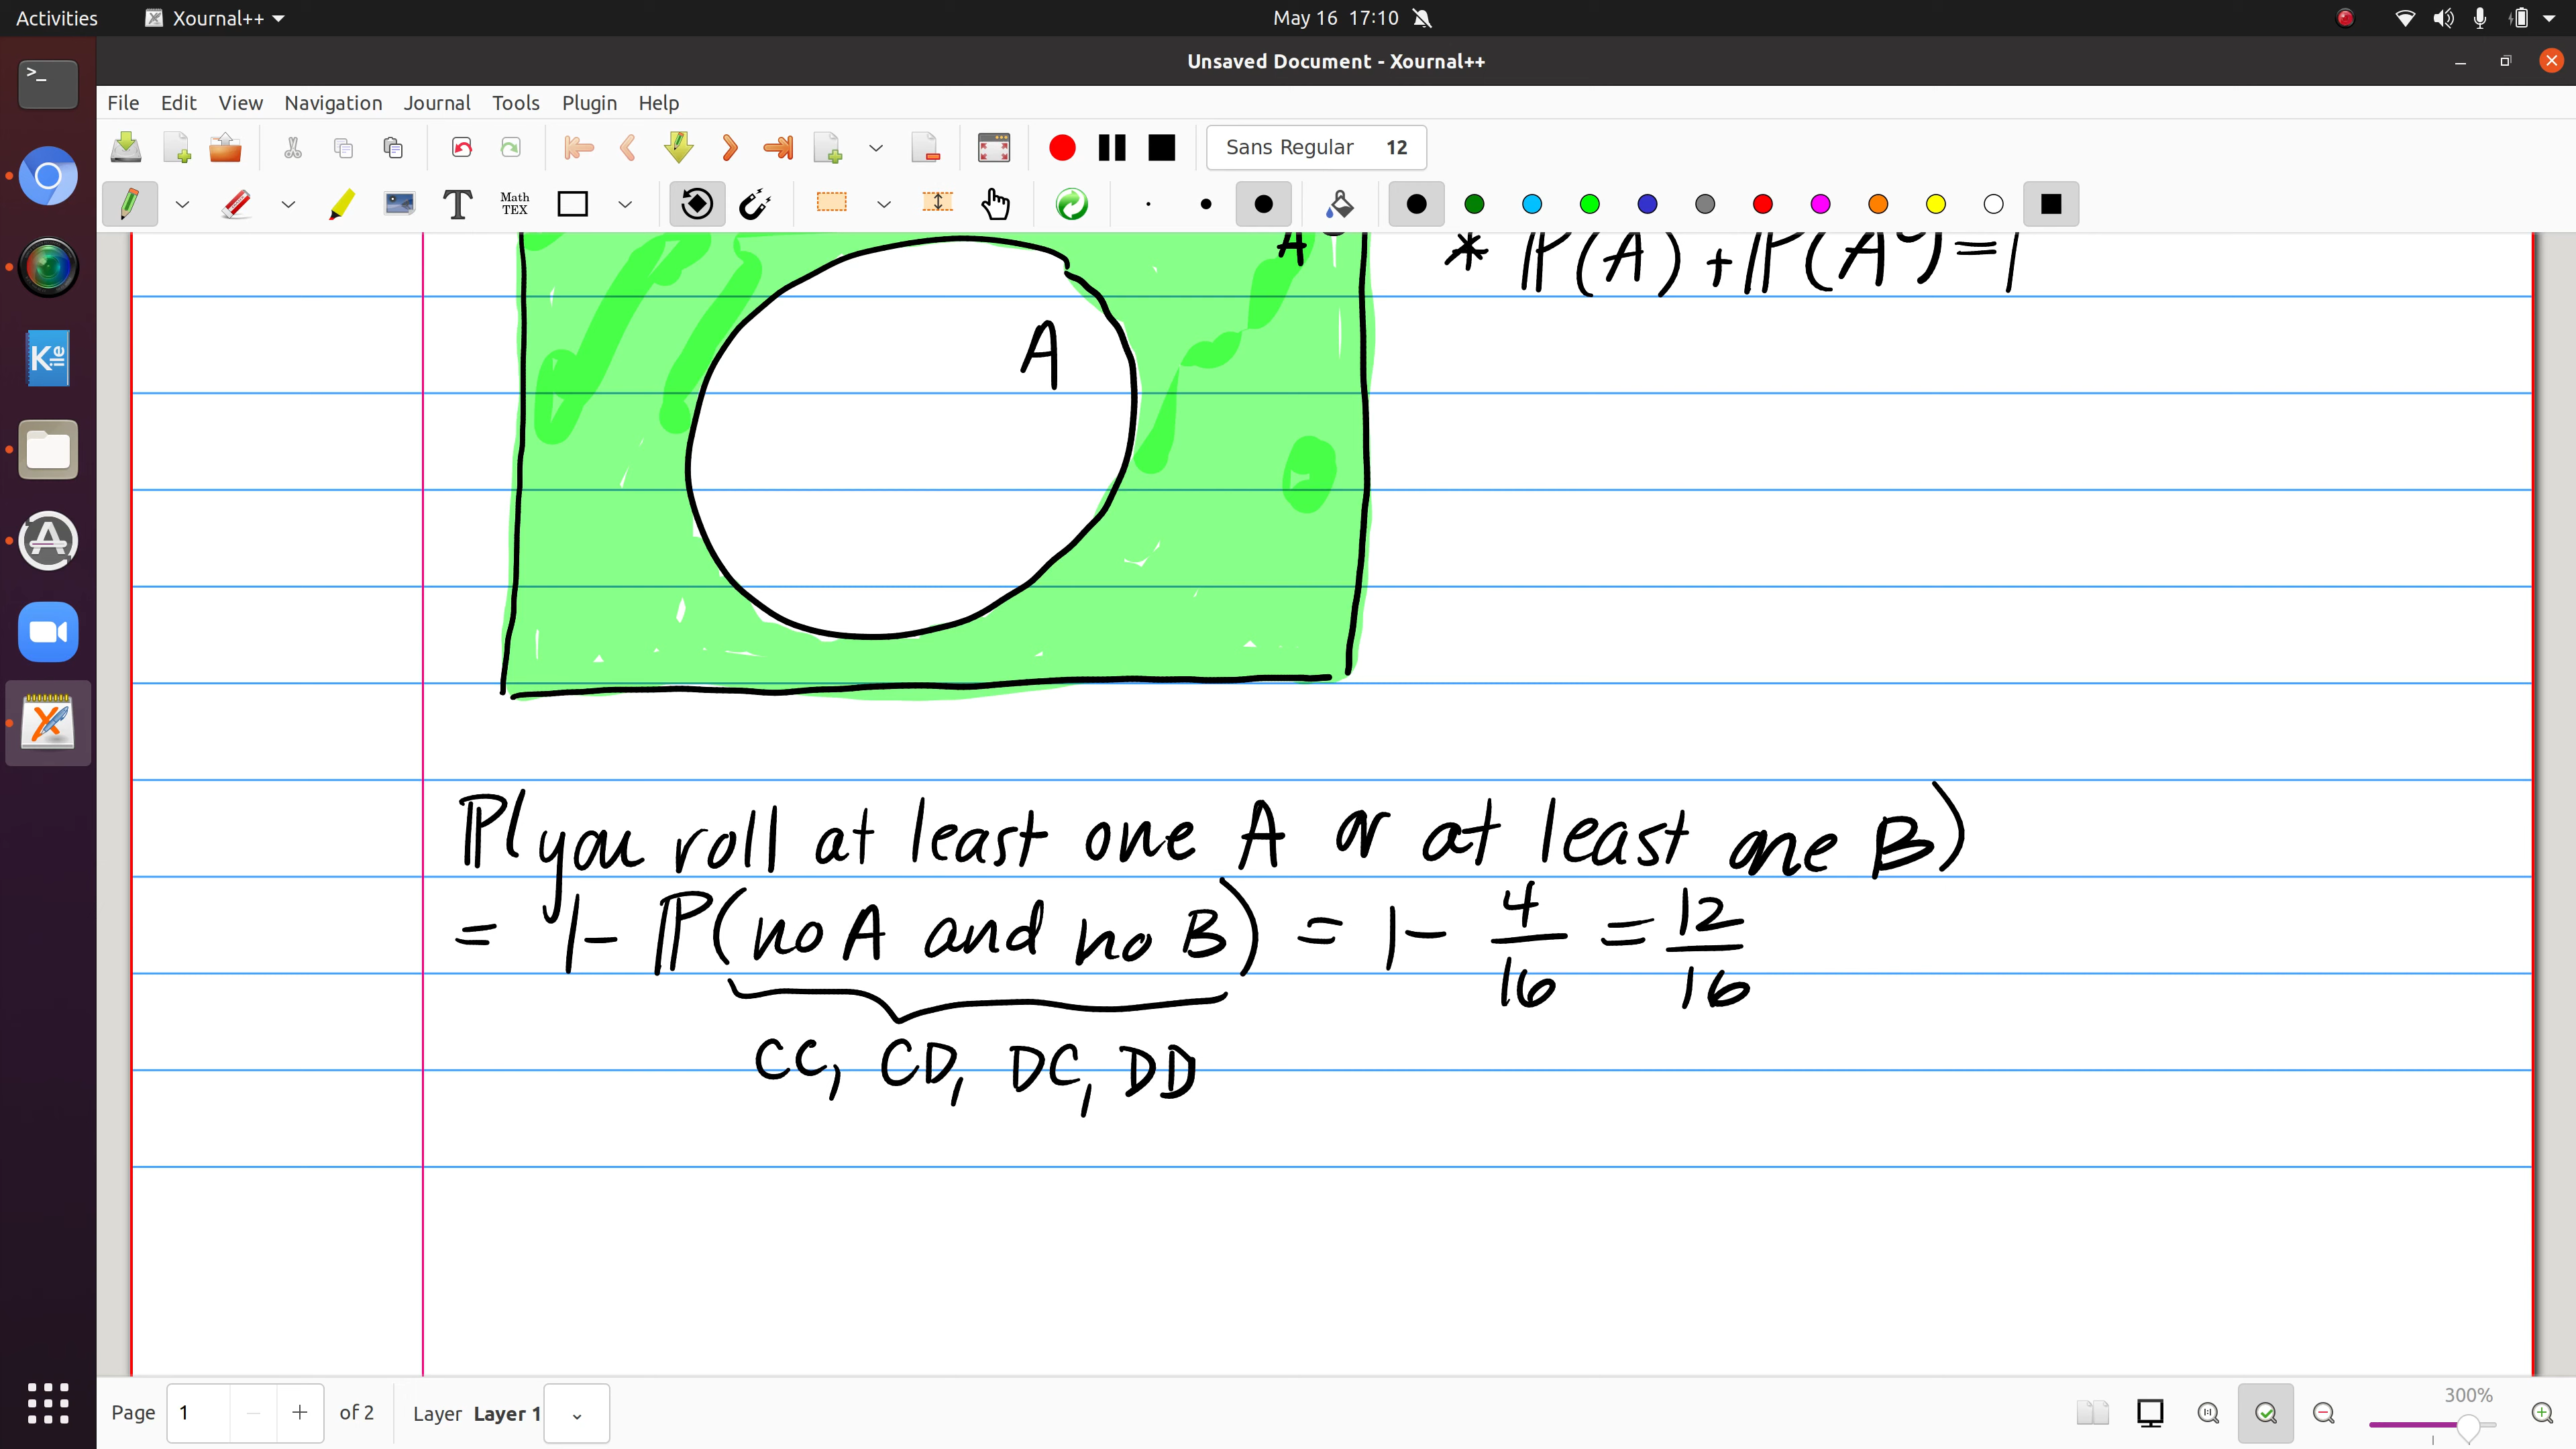 Activities Xournal++ May 16 17:10
Unsaved Document - Xournal++
File Edit View Navigation Journal Tools Plugin Help
Sans Regular 12
T Math TEX
A * ℙ(A) + ℙ(Aᶜ) = 1
A
ℙ(you roll at least one A or at least one B)
= 1 - ℙ(no A and no B) = 1 - 4/16 = 12/16
CC, CD, DC, DD
Page 1 of 2 Layer Layer 1 300%